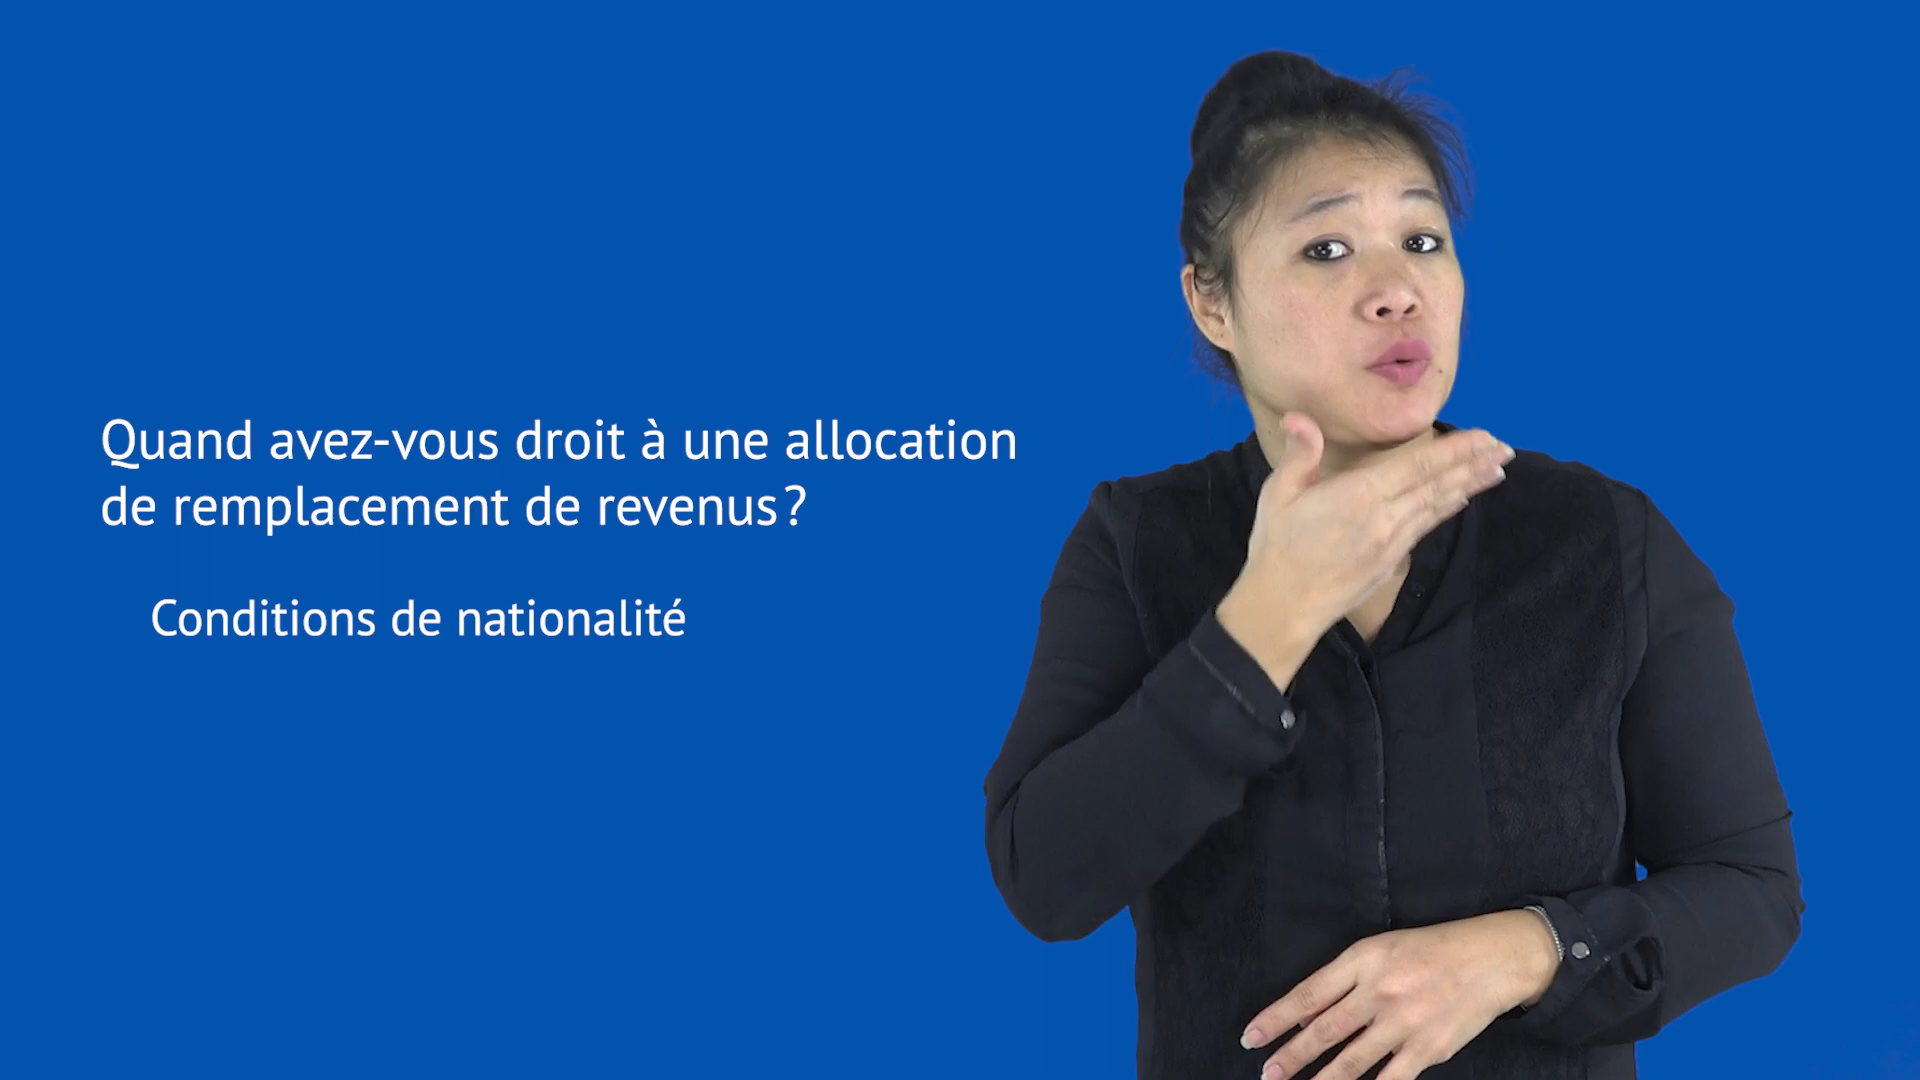 Quand avez-vous droit à une allocation
de remplacement de revenus ?
Conditions de nationalité